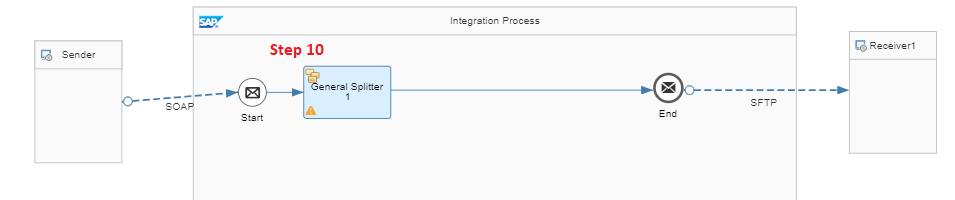 SAP
Integration Process
Step 10
Sender
Receiver1
General Splitter
1
SOAP
SFTP
Start
End